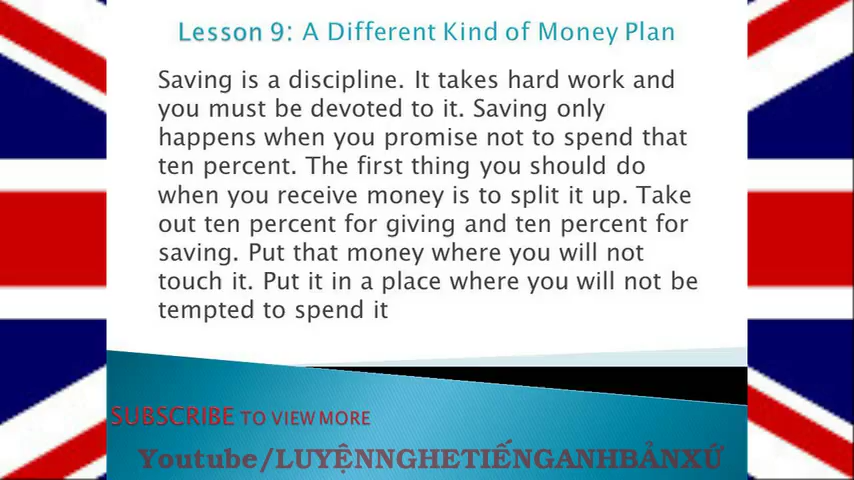 Lesson 9: A Different Kind of Money Plan
Saving is a discipline. It takes hard work and
you must be devoted to it. Saving only
happens when you promise not to spend that
ten percent. The first thing you should do
when you receive money is to split it up. Take
out ten percent for giving and ten percent for
saving. Put that money where you will not
touch it. Put it in a place where you will not be
tempted to spend it
SUBSCRIBE TO VIEW MORE
Youtube/LUYỆNNGHETIẾNGANHBẢNXỨ